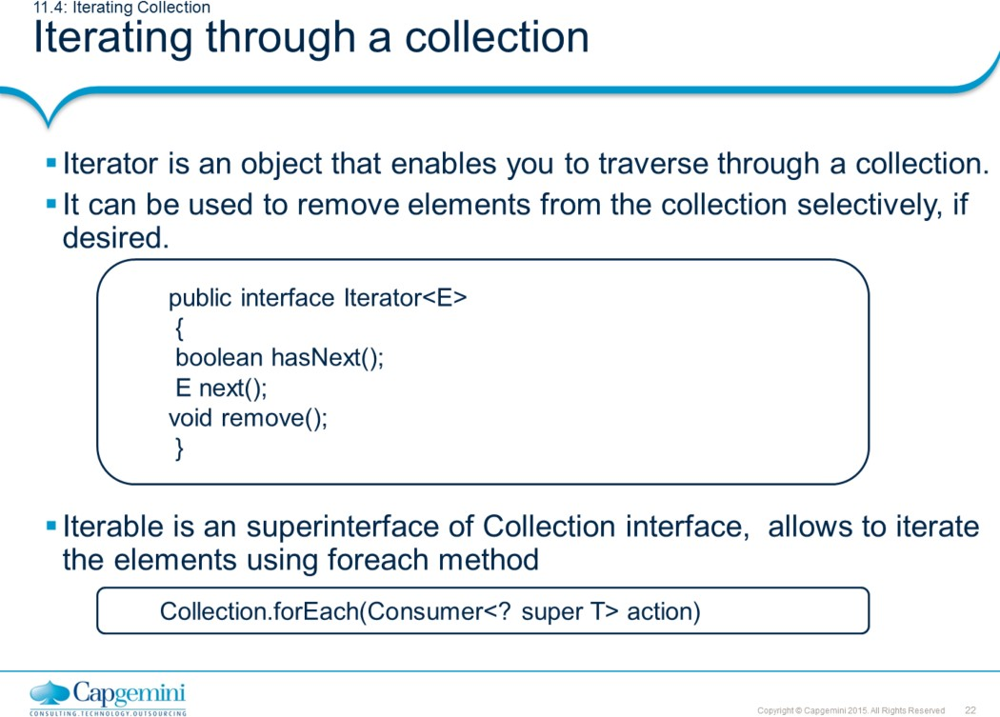 11.4: Iterating Collection
Iterating through a collection
▪ Iterator is an object that enables you to traverse through a collection.
▪ It can be used to remove elements from the collection selectively, if
desired.
public interface Iterator<E>
{
boolean hasNext();
E next();
void remove();
}
▪ Iterable is an superinterface of Collection interface,  allows to iterate
the elements using foreach method
Collection.forEach(Consumer<? super T> action)
Capgemini
CONSULTING.TECHNOLOGY.OUTSOURCING
Copyright © Capgemini 2015. All Rights Reserved 22